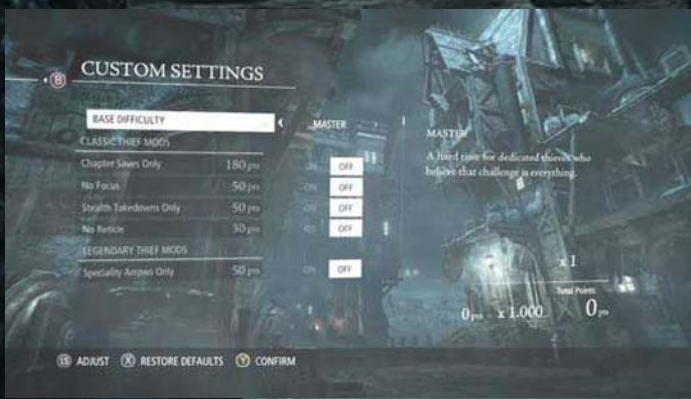 B
CUSTOM SETTINGS
BASE DIFFICULTY MASTER
CLASSIC THIEF MODS
Chapter Saves Only 180 pts ON OFF
No Focus 50 pts ON OFF
Stealth Takedowns Only 50 pts ON OFF
No Reticle 30 pts ON OFF
LEGENDARY THIEF MODS
Speciality Arrows Only 50 pts ON OFF
MASTER
A hard time for dedicated thieves who
believe that challenge is everything.
x 1
Total Points
0 pts x 1.000 0 pts
LS ADJUST X RESTORE DEFAULTS Y CONFIRM